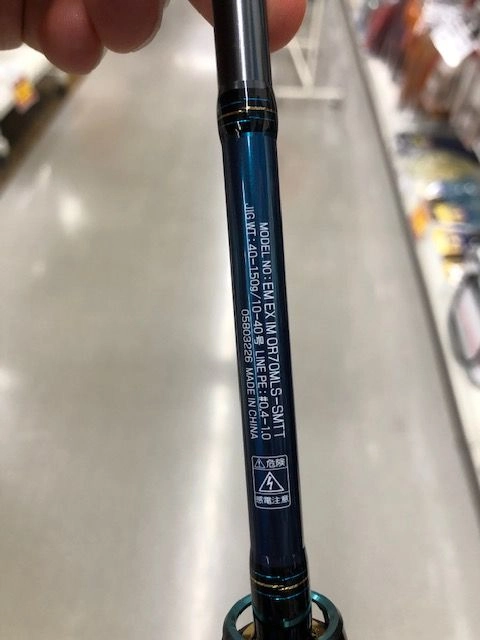 MODEL NO.:EM EX IM OR70MLS-SMTT
JIG WT.:40-150g/10-40号 LINE PE.:#0.4-1.0
05803226 MADE IN CHINA
危険
感電注意